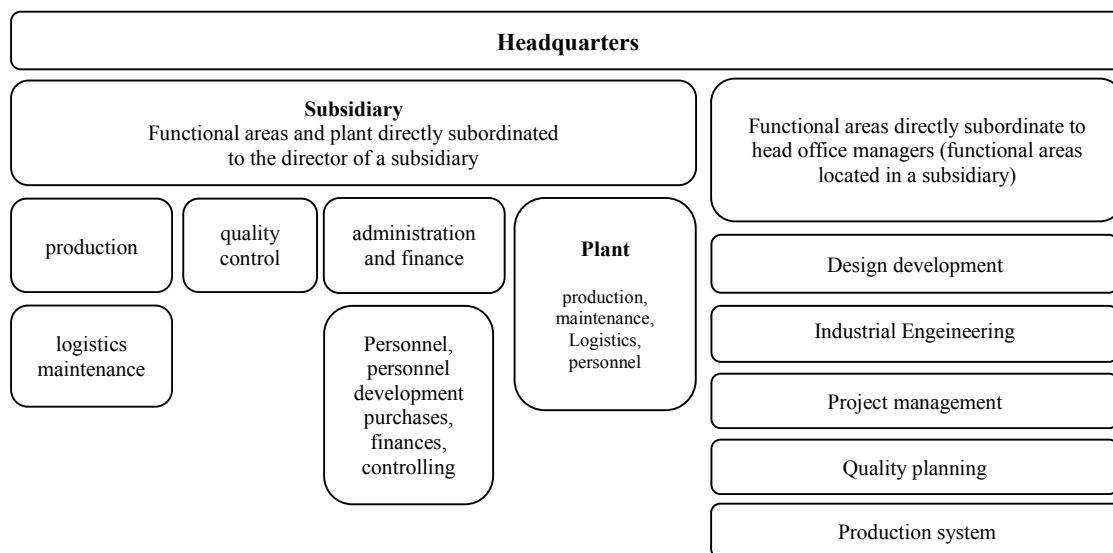 Headquarters
Subsidiary
Functional areas and plant directly subordinated
to the director of a subsidiary
Functional areas directly subordinate to
head office managers (functional areas
located in a subsidiary)
production
quality
control
administration
and finance
Plant
production,
maintenance,
Logistics,
personnel
logistics
maintenance
Personnel,
personnel
development
purchases,
finances,
controlling
Design development
Industrial Engeineering
Project management
Quality planning
Production system